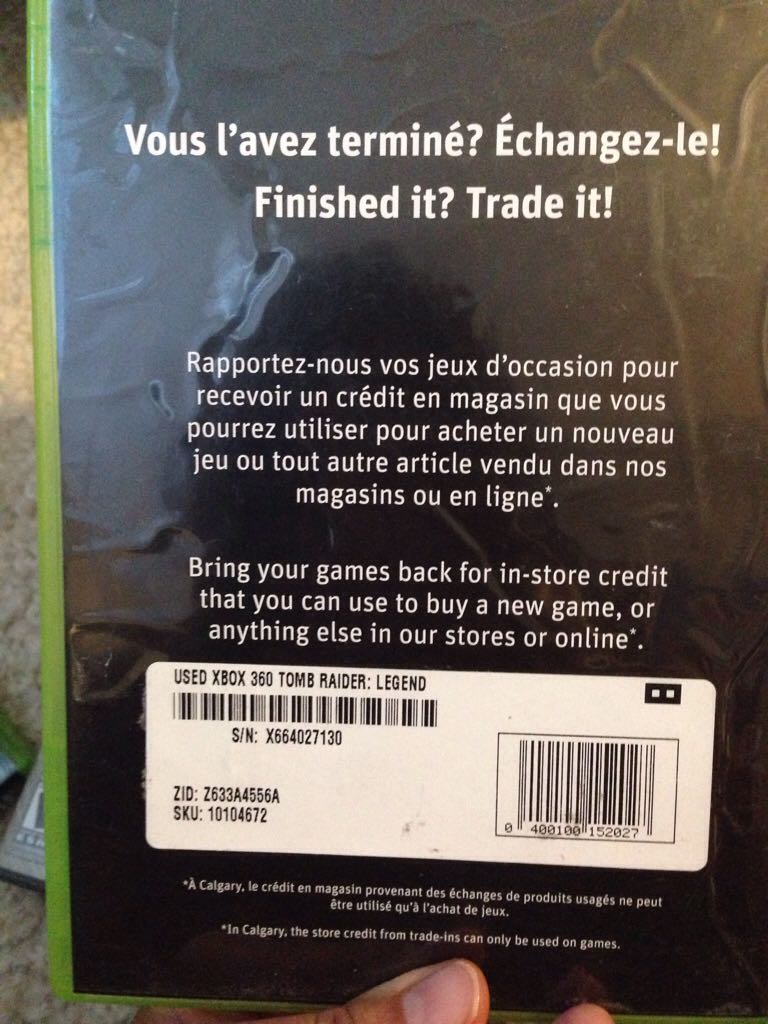 Vous l'avez terminé? Échangez-le!
Finished it? Trade it!
Rapportez-nous vos jeux d'occasion pour
recevoir un crédit en magasin que vous
pourrez utiliser pour acheter un nouveau
jeu ou tout autre article vendu dans nos
magasins ou en ligne*.
Bring your games back for in-store credit
that you can use to buy a new game, or
anything else in our stores or online*.
USED XBOX 360 TOMB RAIDER: LEGEND
S/N: X664027130
ZID: Z633A4556A
SKU: 10104672
0 400100 152027
*À Calgary, le crédit en magasin provenant des échanges de produits usagés ne peut
être utilisé qu'à l'achat de jeux.
*In Calgary, the store credit from trade-ins can only be used on games.